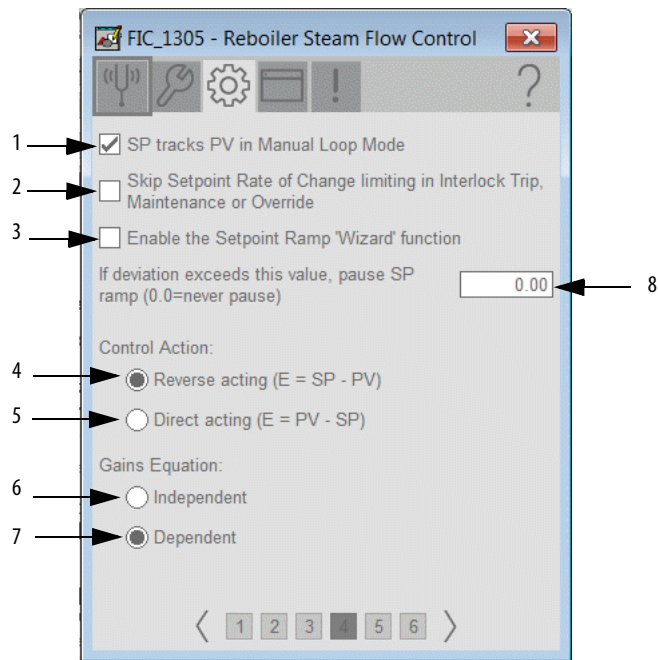 FIC_1305 - Reboiler Steam Flow Control
?
1
SP tracks PV in Manual Loop Mode
2
Skip Setpoint Rate of Change limiting in Interlock Trip,
Maintenance or Override
3
Enable the Setpoint Ramp 'Wizard' function
If deviation exceeds this value, pause SP
ramp (0.0=never pause)
0.00
8
Control Action:
4
Reverse acting (E = SP - PV)
5
Direct acting (E = PV - SP)
Gains Equation:
6
Independent
7
Dependent
1 2 3 4 5 6